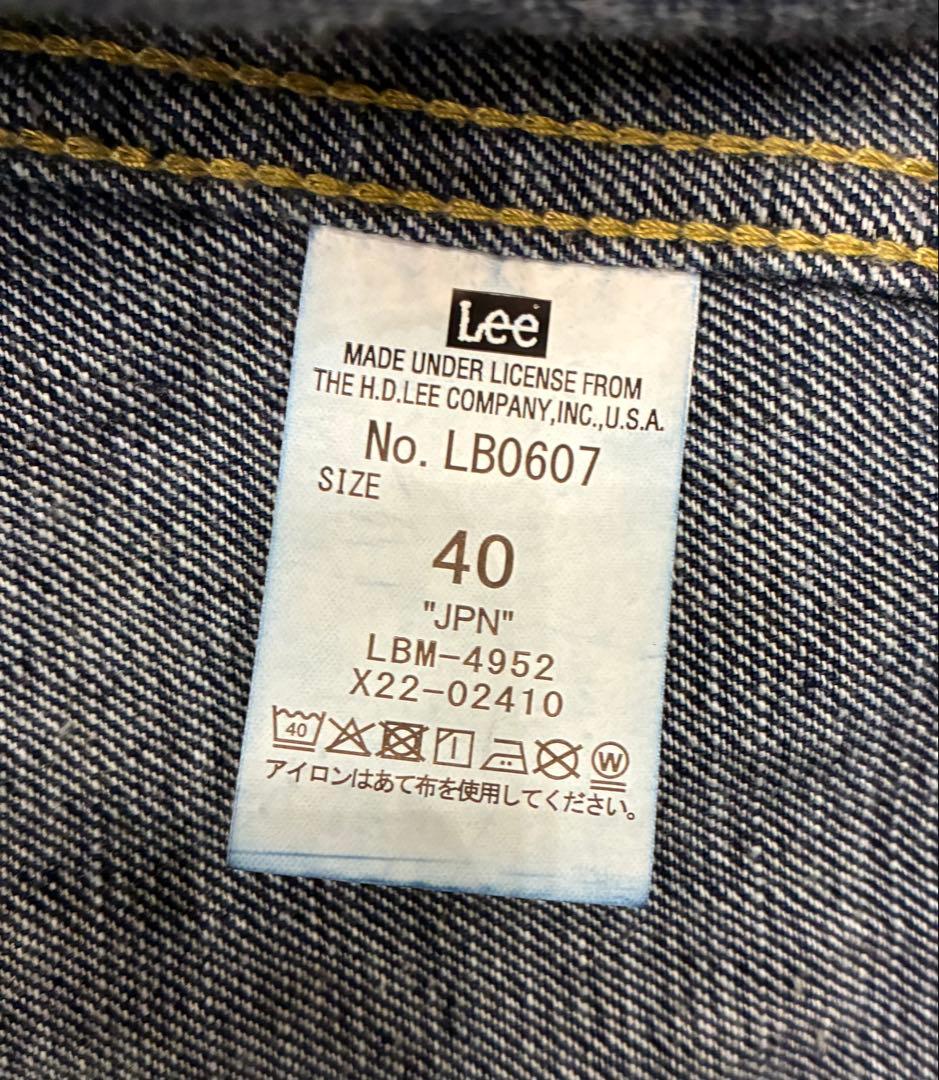 Lee
MADE UNDER LICENSE FROM
THE H.D.LEE COMPANY,INC.,U.S.A.
No. LB0607
SIZE
40
"JPN"
LBM-4952
X22-02410
40 W
アイロンはあて布を使用してください。